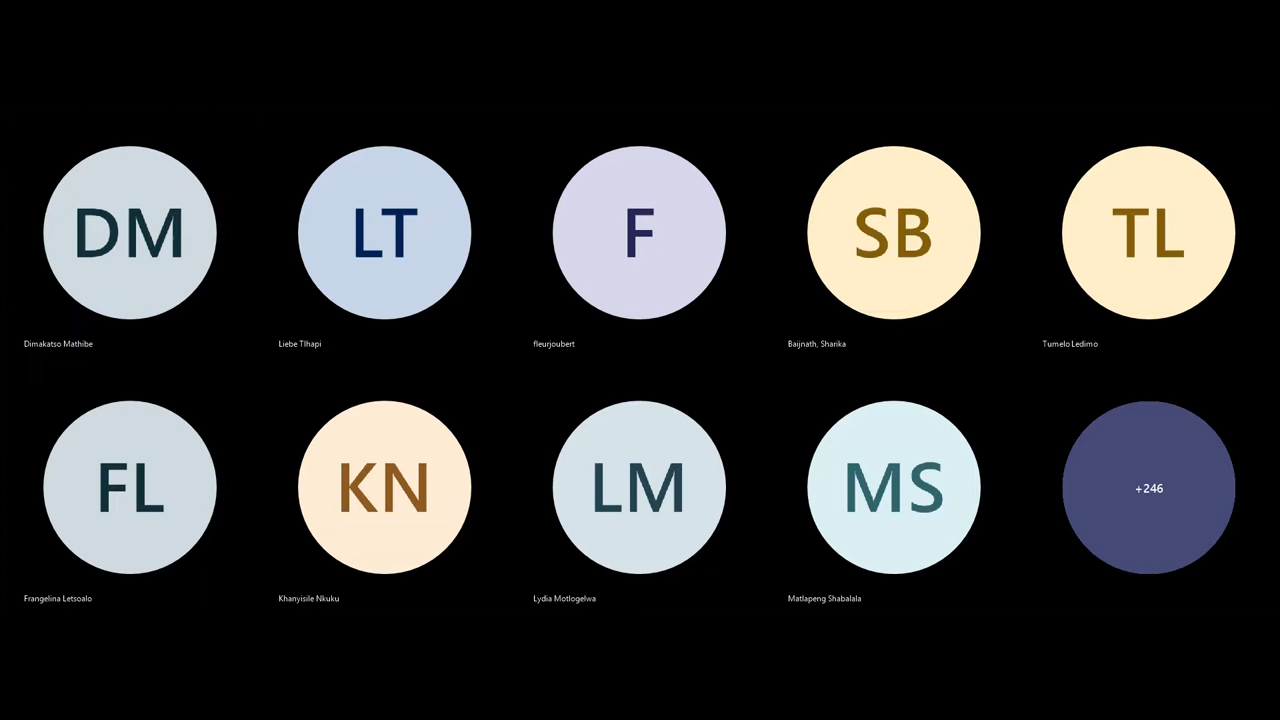 DM
LT
F
SB
TL
Dimakatso Mathibe
Liebe Tlhapi
fleurjoubert
Baijnath, Sharika
Tumelo Ledimo
FL
KN
LM
MS
+246
Frangelina Letsoalo
Khanyisile Nkuku
Lydia Motlogelwa
Matlapeng Shabalala